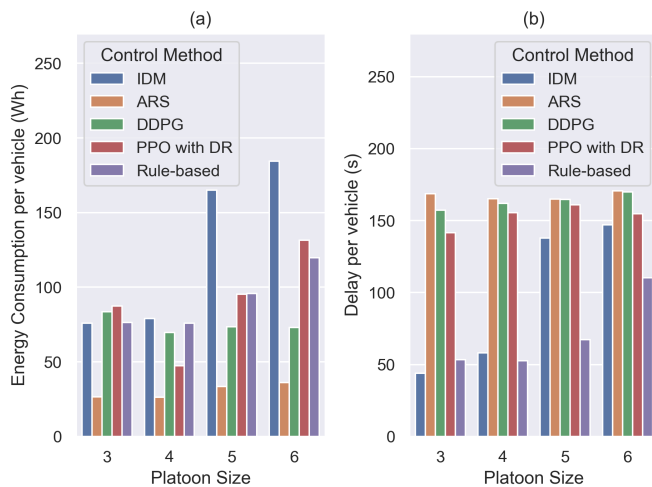 (a)
Energy Consumption per vehicle (Wh)
250
200
150
100
50
0
Control Method
IDM
ARS
DDPG
PPO with DR
Rule-based
3 4 5 6
Platoon Size
(b)
Delay per vehicle (s)
250
200
150
100
50
0
Control Method
IDM
ARS
DDPG
PPO with DR
Rule-based
3 4 5 6
Platoon Size